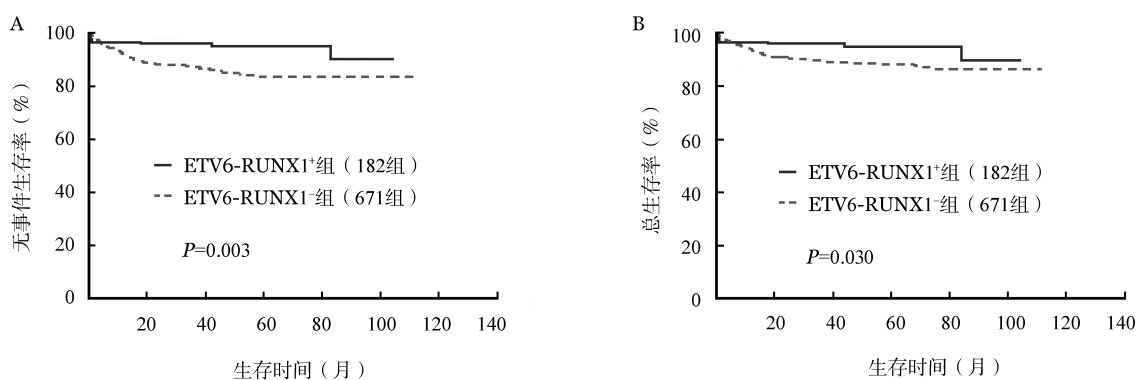 A
100
80
60
40
20
0
无事件生存率（%）
ETV6-RUNX1⁺组（182组）
ETV6-RUNX1⁻组（671组）
P=0.003
20 40 60 80 100 120 140
生存时间（月）
B
100
80
60
40
20
0
总生存率（%）
ETV6-RUNX1⁺组（182组）
ETV6-RUNX1⁻组（671组）
P=0.030
20 40 60 80 100 120 140
生存时间（月）